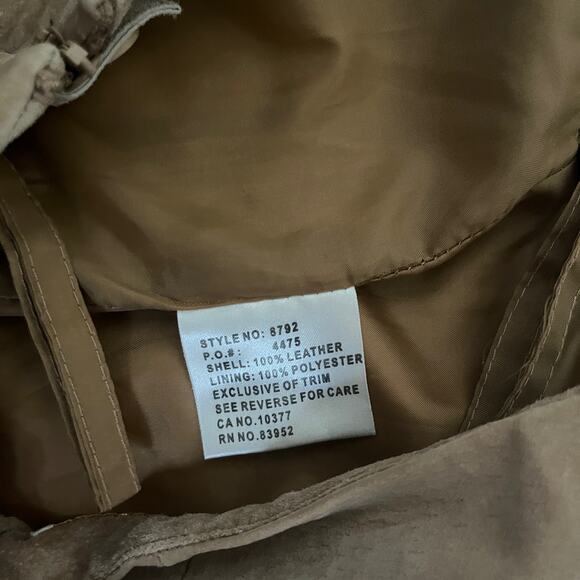 STYLE NO: 8792
P.O.#: 4475
SHELL: 100% LEATHER
LINING: 100% POLYESTER
EXCLUSIVE OF TRIM
SEE REVERSE FOR CARE
CA NO.10377
RN NO.83952